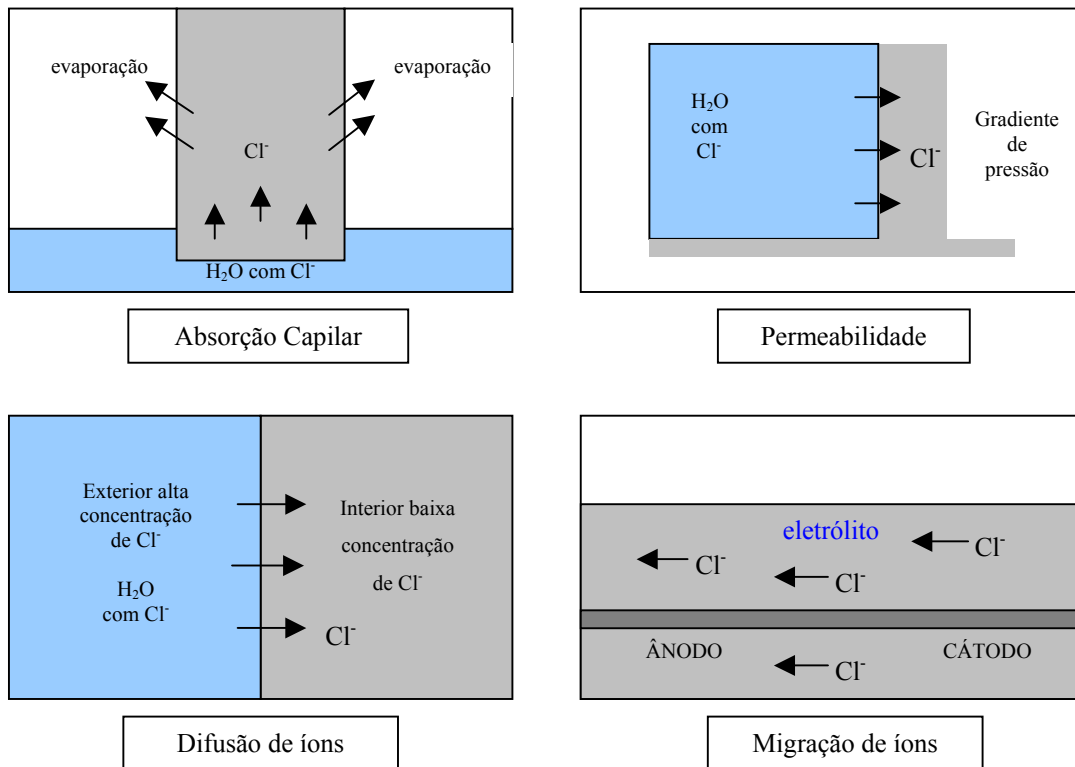 evaporação
evaporação
Cl⁻
H₂O com Cl⁻
Absorção Capilar
H₂O
com
Cl⁻
Cl⁻
Gradiente
de
pressão
Permeabilidade
Exterior alta
concentração
de Cl⁻
H₂O
com Cl⁻
Interior baixa
concentração
de Cl⁻
Cl⁻
Difusão de íons
eletrólito
Cl⁻
Cl⁻
Cl⁻
ÂNODO
Cl⁻
CÁTODO
Migração de íons